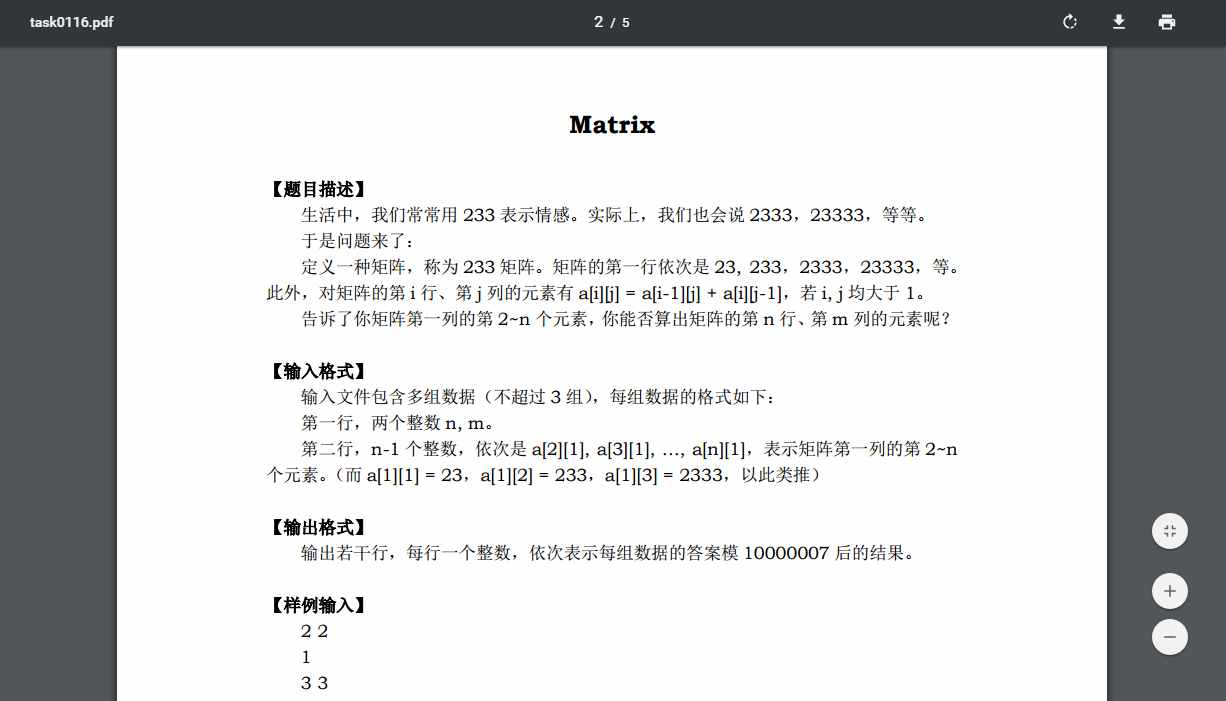 task0116.pdf
2 / 5
Matrix
【题目描述】
生活中，我们常常用 233 表示情感。实际上，我们也会说 2333，23333，等等。
于是问题来了：
定义一种矩阵，称为 233 矩阵。矩阵的第一行依次是 23, 233，2333，23333，等。
此外，对矩阵的第 i 行、第 j 列的元素有 a[i][j] = a[i-1][j] + a[i][j-1]，若 i, j 均大于 1。
告诉了你矩阵第一列的第 2~n 个元素，你能否算出矩阵的第 n 行、第 m 列的元素呢？
【输入格式】
输入文件包含多组数据（不超过 3 组），每组数据的格式如下：
第一行，两个整数 n, m。
第二行，n-1 个整数，依次是 a[2][1], a[3][1], …, a[n][1]，表示矩阵第一列的第 2~n
个元素。（而 a[1][1] = 23，a[1][2] = 233，a[1][3] = 2333，以此类推）
【输出格式】
输出若干行，每行一个整数，依次表示每组数据的答案模 10000007 后的结果。
【样例输入】
2 2
1
3 3